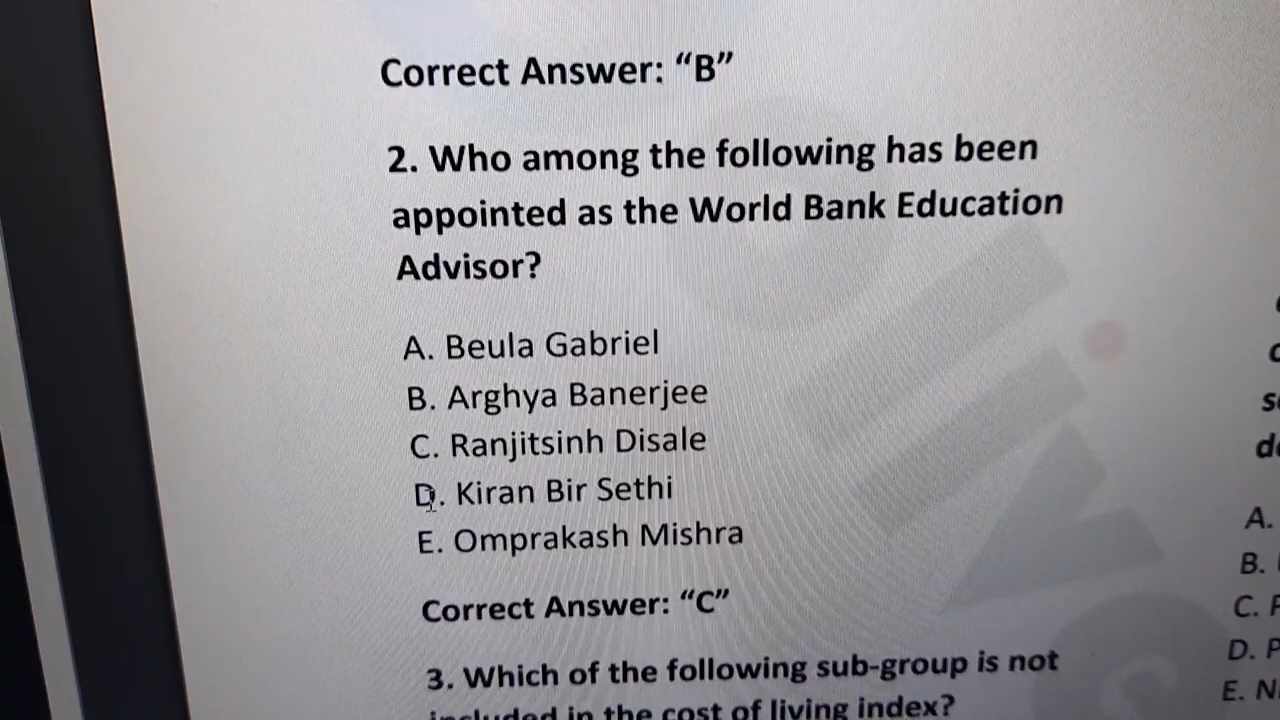 Correct Answer: “B”
2. Who among the following has been
appointed as the World Bank Education
Advisor?
A. Beula Gabriel
B. Arghya Banerjee
C. Ranjitsinh Disale
D. Kiran Bir Sethi
E. Omprakash Mishra
Correct Answer: “C”
3. Which of the following sub-group is not
included in the cost of living index?
A.
B.
C.
D.
E.